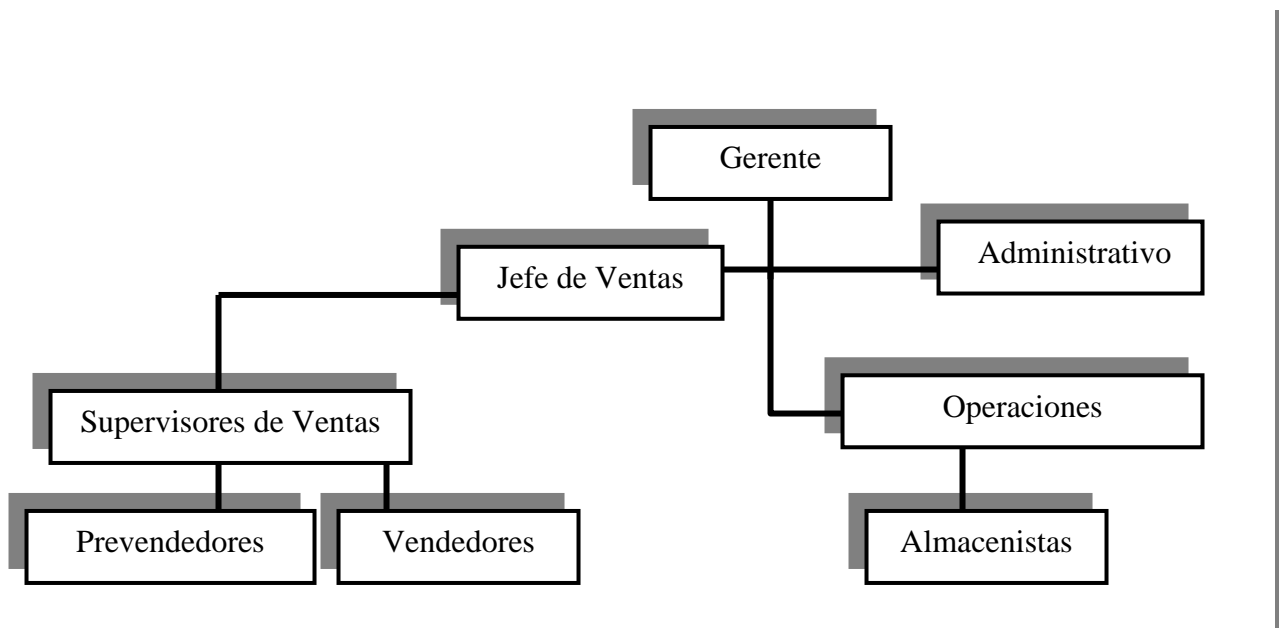 Gerente
Administrativo
Jefe de Ventas
Operaciones
Supervisores de Ventas
Prevendedores
Vendedores
Almacenistas